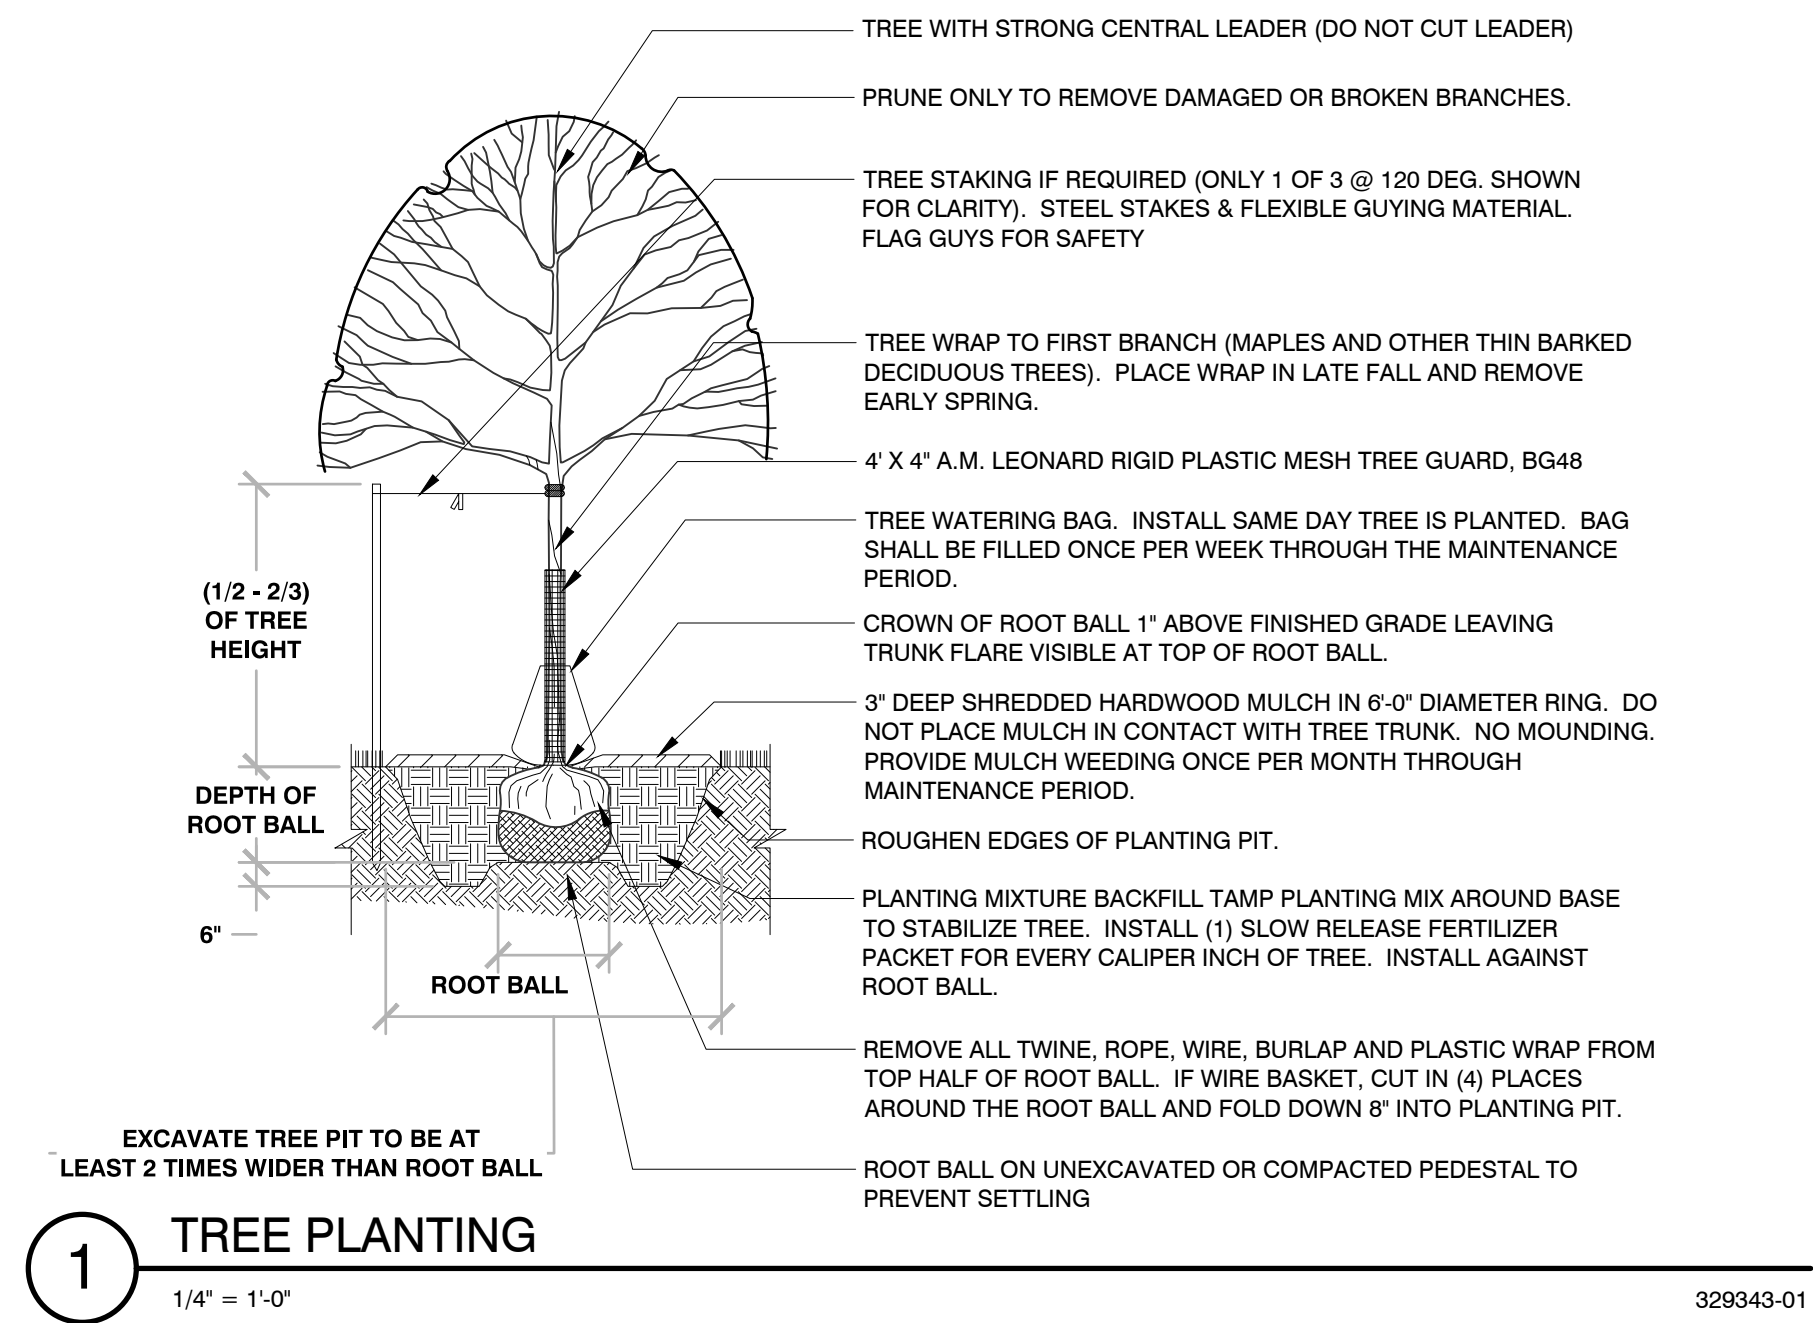 TREE WITH STRONG CENTRAL LEADER (DO NOT CUT LEADER)
PRUNE ONLY TO REMOVE DAMAGED OR BROKEN BRANCHES.
TREE STAKING IF REQUIRED (ONLY 1 OF 3 @ 120 DEG. SHOWN
FOR CLARITY). STEEL STAKES & FLEXIBLE GUYING MATERIAL.
FLAG GUYS FOR SAFETY
TREE WRAP TO FIRST BRANCH (MAPLES AND OTHER THIN BARKED
DECIDUOUS TREES). PLACE WRAP IN LATE FALL AND REMOVE
EARLY SPRING.
4' X 4" A.M. LEONARD RIGID PLASTIC MESH TREE GUARD, BG48
TREE WATERING BAG. INSTALL SAME DAY TREE IS PLANTED. BAG
SHALL BE FILLED ONCE PER WEEK THROUGH THE MAINTENANCE
PERIOD.
CROWN OF ROOT BALL 1" ABOVE FINISHED GRADE LEAVING
TRUNK FLARE VISIBLE AT TOP OF ROOT BALL.
3" DEEP SHREDDED HARDWOOD MULCH IN 6'-0" DIAMETER RING. DO
NOT PLACE MULCH IN CONTACT WITH TREE TRUNK. NO MOUNDING.
PROVIDE MULCH WEEDING ONCE PER MONTH THROUGH
MAINTENANCE PERIOD.
ROUGHEN EDGES OF PLANTING PIT.
PLANTING MIXTURE BACKFILL TAMP PLANTING MIX AROUND BASE
TO STABILIZE TREE. INSTALL (1) SLOW RELEASE FERTILIZER
PACKET FOR EVERY CALIPER INCH OF TREE. INSTALL AGAINST
ROOT BALL.
REMOVE ALL TWINE, ROPE, WIRE, BURLAP AND PLASTIC WRAP FROM
TOP HALF OF ROOT BALL. IF WIRE BASKET, CUT IN (4) PLACES
AROUND THE ROOT BALL AND FOLD DOWN 8" INTO PLANTING PIT.
ROOT BALL ON UNEXCAVATED OR COMPACTED PEDESTAL TO
PREVENT SETTLING
(1/2 - 2/3)
OF TREE
HEIGHT
DEPTH OF
ROOT BALL
6"
ROOT BALL
EXCAVATE TREE PIT TO BE AT
LEAST 2 TIMES WIDER THAN ROOT BALL
1
TREE PLANTING
1/4" = 1'-0"
329343-01